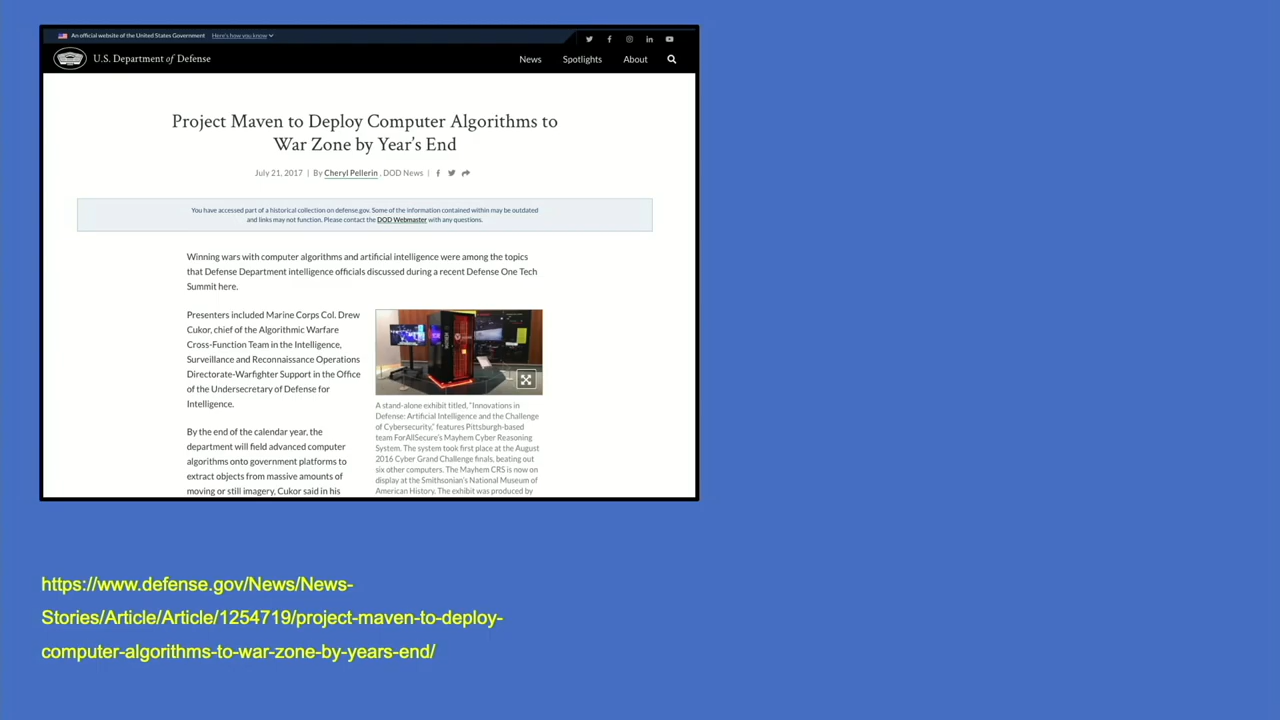 An official website of the United States Government Here's how you know
U.S. Department of Defense
News Spotlights About
Project Maven to Deploy Computer Algorithms to
War Zone by Year's End
July 21, 2017 | By Cheryl Pellerin , DOD News |
You have accessed part of a historical collection on defense.gov. Some of the information contained within may be outdated
and links may not function. Please contact the DOD Webmaster with any questions.
Winning wars with computer algorithms and artificial intelligence were among the topics
that Defense Department intelligence officials discussed during a recent Defense One Tech
Summit here.
Presenters included Marine Corps Col. Drew
Cukor, chief of the Algorithmic Warfare
Cross-Function Team in the Intelligence,
Surveillance and Reconnaissance Operations
Directorate-Warfighter Support in the Office
of the Undersecretary of Defense for
Intelligence.
By the end of the calendar year, the
department will field advanced computer
algorithms onto government platforms to
extract objects from massive amounts of
moving or still imagery, Cukor said in his
A stand-alone exhibit titled, "Innovations in
Defense: Artificial Intelligence and the Challenge
of Cybersecurity," features Pittsburgh-based
team ForAllSecure's Mayhem Cyber Reasoning
System. The system took first place at the August
2016 Cyber Grand Challenge finals, beating out
six other computers. The Mayhem CRS is now on
display at the Smithsonian's National Museum of
American History. The exhibit was produced by
https://www.defense.gov/News/News-
Stories/Article/Article/1254719/project-maven-to-deploy-
computer-algorithms-to-war-zone-by-years-end/